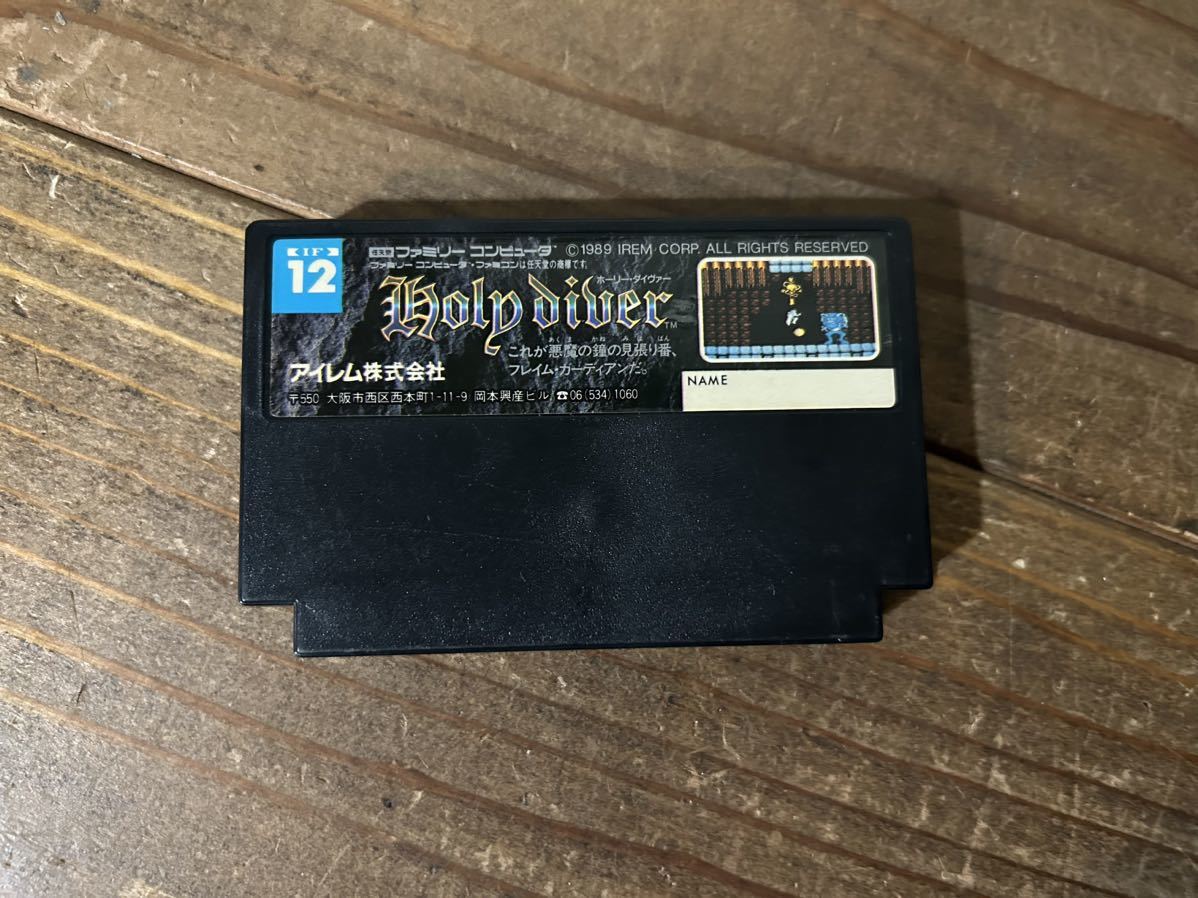 IF
12
任天堂 ファミリー コンピュータ™ ©1989 IREM CORP. ALL RIGHTS RESERVED
ファミリー コンピュータ・ファミコンは任天堂の商標です。
ホーリー・ダイヴァー
Holy diver™
あくま かね みは ばん
これが悪魔の鐘の見張り番、
フレイム・ガーディアンだ。
アイレム株式会社
〒550 大阪市西区西本町1-11-9 岡本興産ビル ☎06(534)1060
NAME